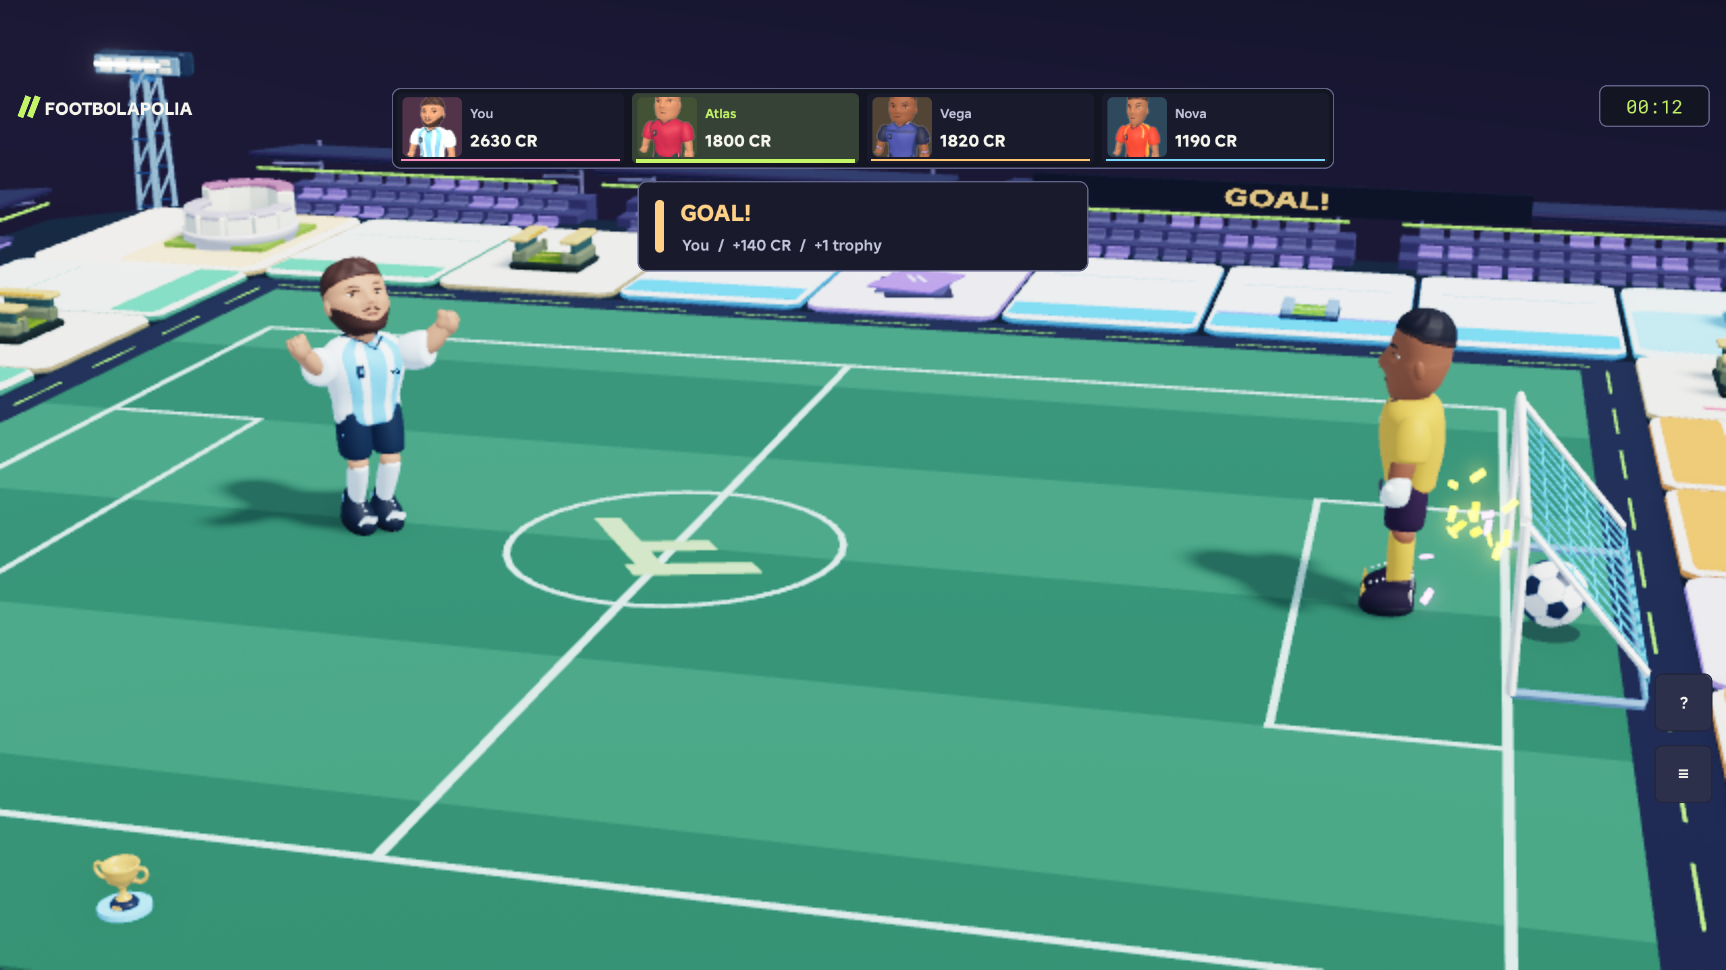 FOOTBOLAPOLIA
You
2630 CR
Atlas
1800 CR
Vega
1820 CR
Nova
1190 CR
00:12
GOAL!
You / +140 CR / +1 trophy
GOAL!
?